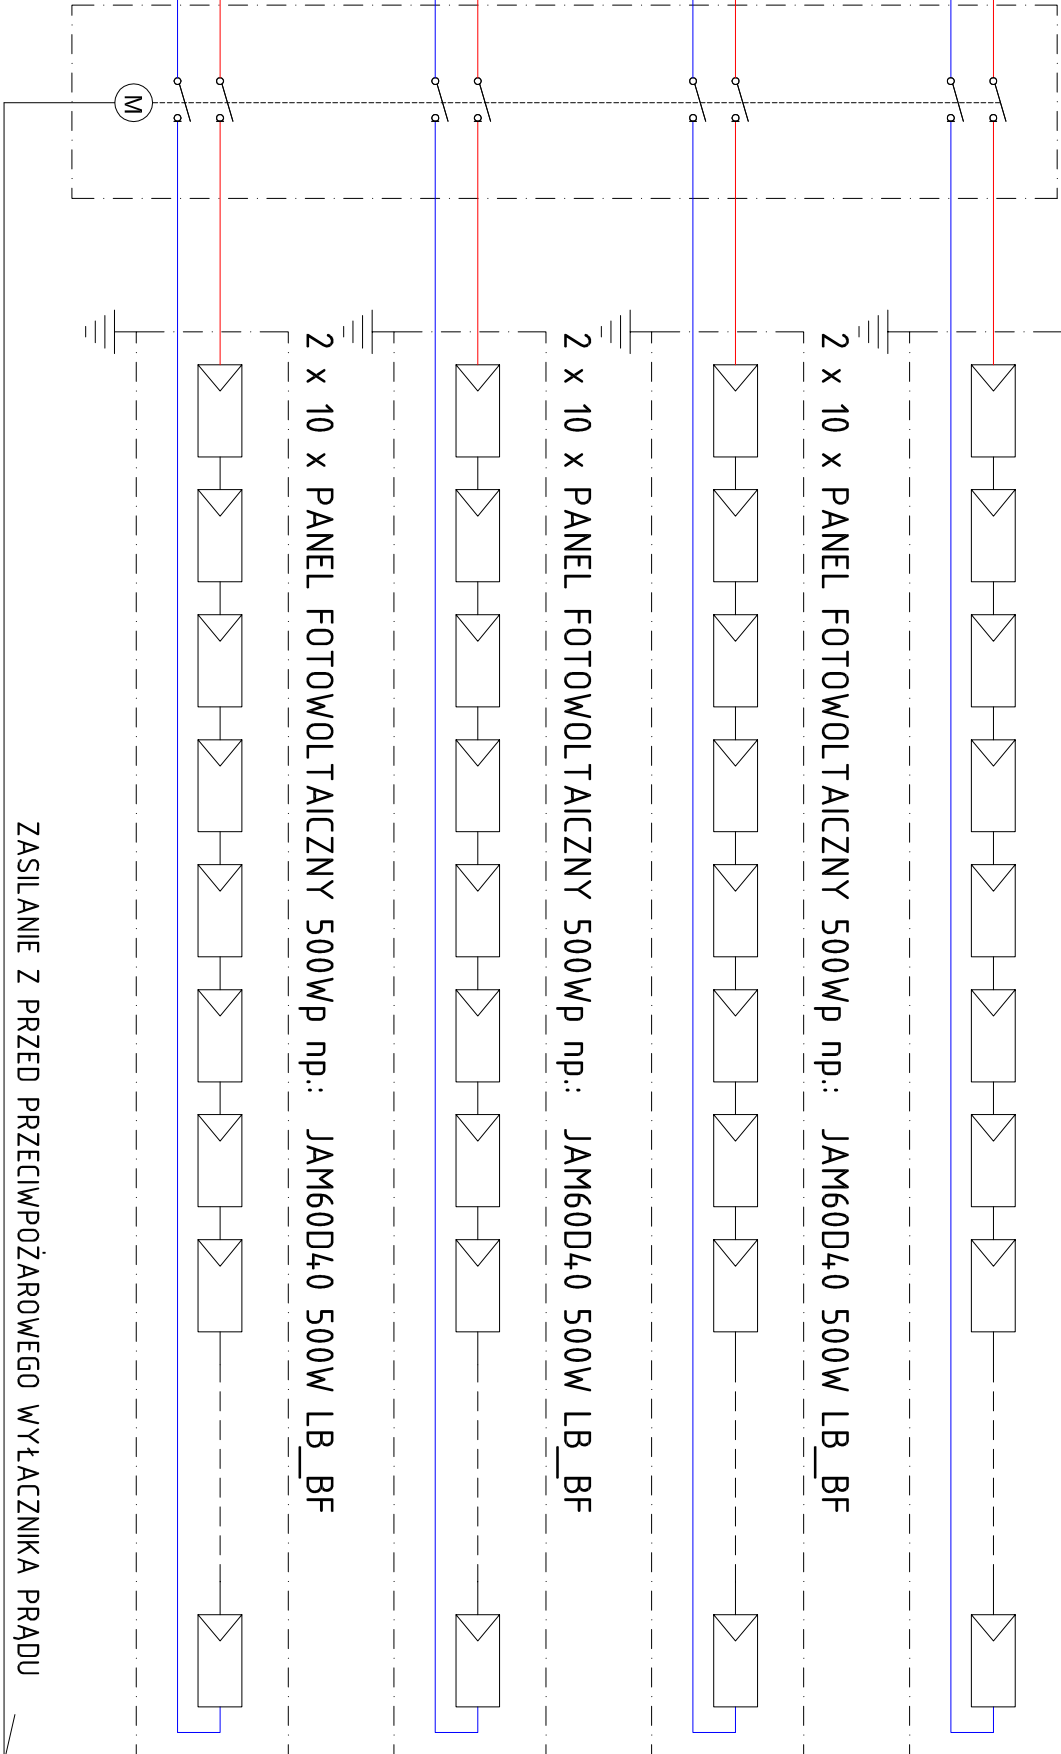 M
2 x 10 x PANEL FOTOWOLTAICZNY 500Wp np.: JAM60D40 500W LB_BF
2 x 10 x PANEL FOTOWOLTAICZNY 500Wp np.: JAM60D40 500W LB_BF
2 x 10 x PANEL FOTOWOLTAICZNY 500Wp np.: JAM60D40 500W LB_BF
ZASILANIE Z PRZED PRZECIWPOŻAROWEGO WYŁACZNIKA PRĄDU